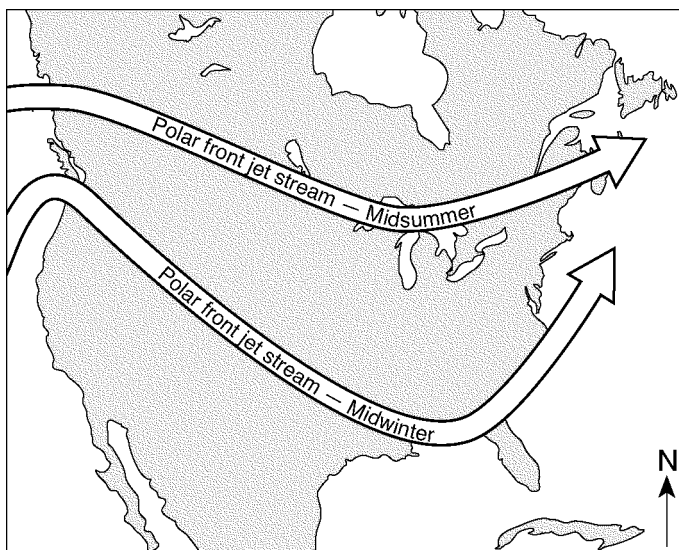 Polar front jet stream — Midsummer
Polar front jet stream — Midwinter
N